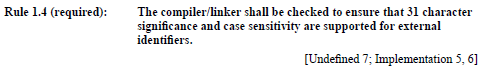 Rule 1.4 (required): The compiler/linker shall be checked to ensure that 31 character
significance and case sensitivity are supported for external
identifiers.
[Undefined 7; Implementation 5, 6]